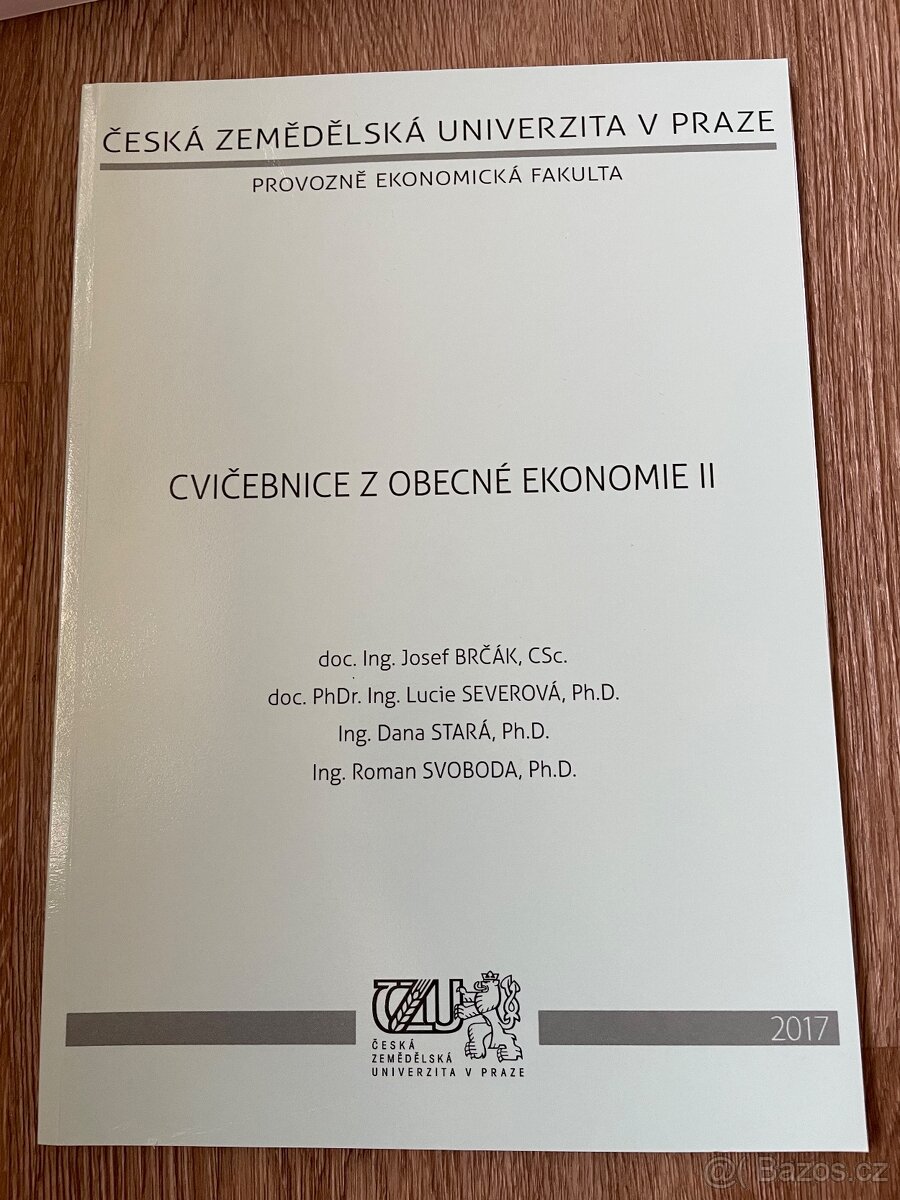 ČESKÁ ZEMĚDĚLSKÁ UNIVERZITA V PRAZE
PROVOZNĚ EKONOMICKÁ FAKULTA
CVIČEBNICE Z OBECNÉ EKONOMIE II
doc. Ing. Josef BRČÁK, CSc.
doc. PhDr. Ing. Lucie SEVEROVÁ, Ph.D.
Ing. Dana STARÁ, Ph.D.
Ing. Roman SVOBODA, Ph.D.
ČZU
ČESKÁ
ZEMĚDĚLSKÁ
UNIVERZITA V PRAZE
2017
@ Bazos.cz